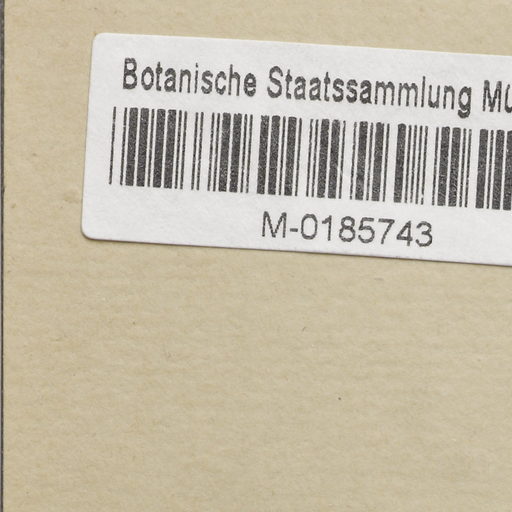 Botanische Staatssammlung Mü
M-0185743